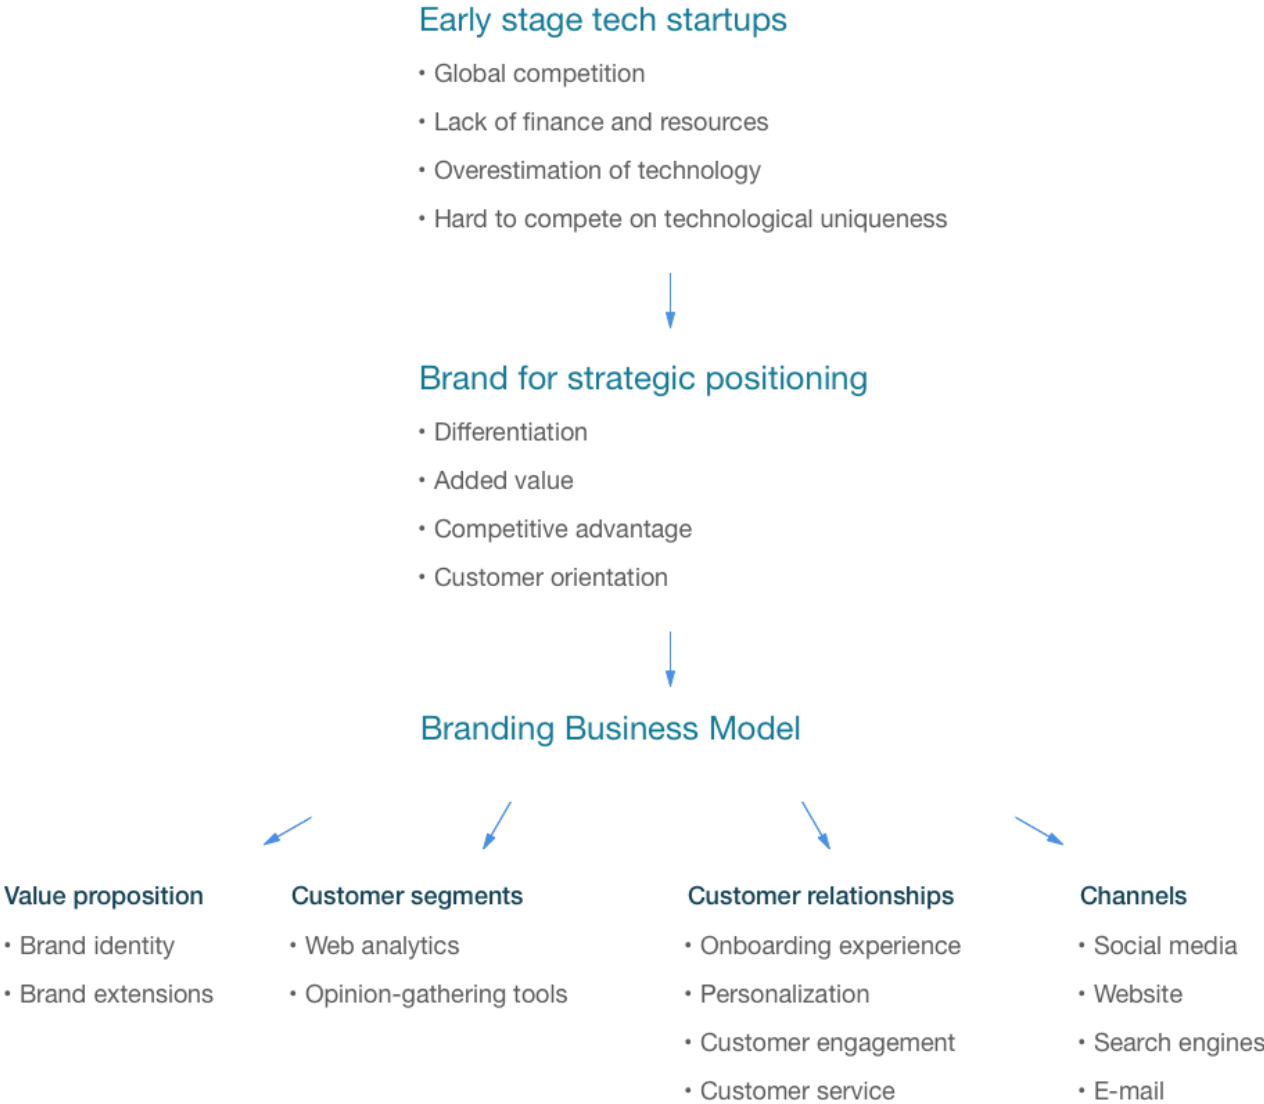 Early stage tech startups
• Global competition
• Lack of finance and resources
• Overestimation of technology
• Hard to compete on technological uniqueness
Brand for strategic positioning
• Differentiation
• Added value
• Competitive advantage
• Customer orientation
Branding Business Model
Value proposition
• Brand identity
• Brand extensions
Customer segments
• Web analytics
• Opinion-gathering tools
Customer relationships
• Onboarding experience
• Personalization
• Customer engagement
• Customer service
Channels
• Social media
• Website
• Search engines
• E-mail